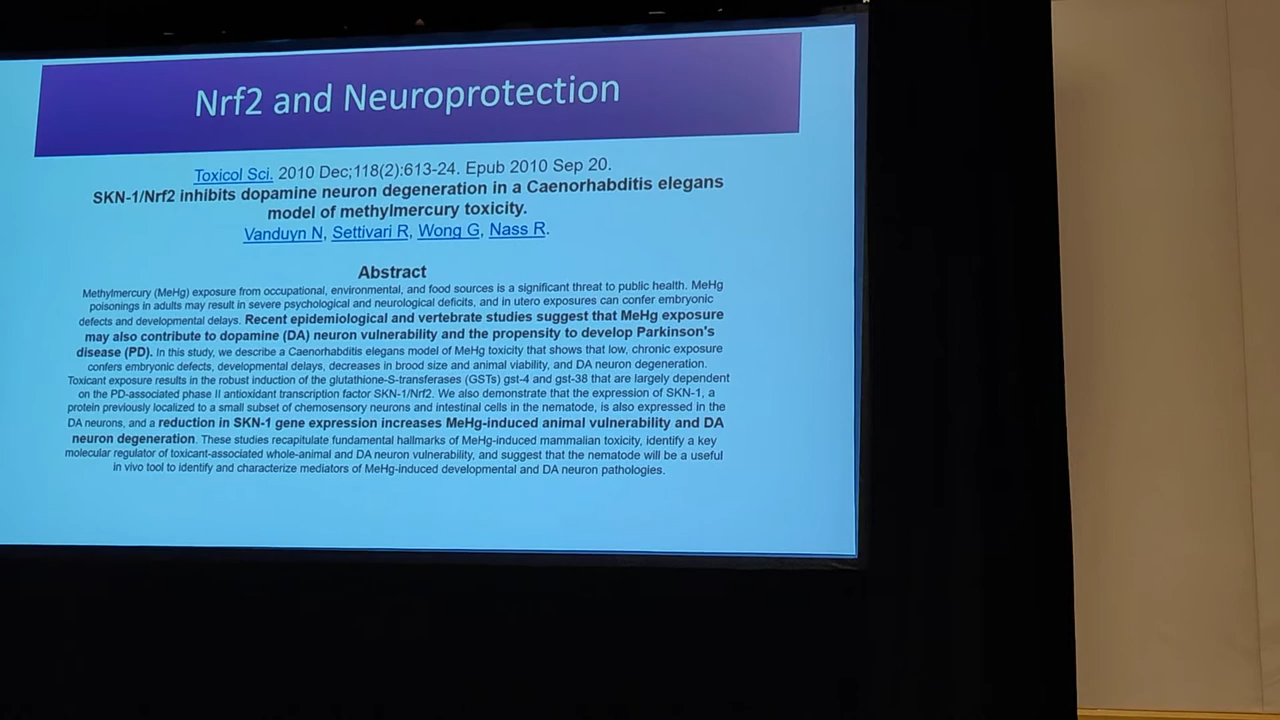 Nrf2 and Neuroprotection
Toxicol Sci. 2010 Dec;118(2):613-24. Epub 2010 Sep 20.
SKN-1/Nrf2 inhibits dopamine neuron degeneration in a Caenorhabditis elegans
model of methylmercury toxicity.
Vanduyn N, Settivari R, Wong G, Nass R.
Abstract
Methylmercury (MeHg) exposure from occupational, environmental, and food sources is a significant threat to public health. MeHg
poisonings in adults may result in severe psychological and neurological deficits, and in utero exposures can confer embryonic
defects and developmental delays. Recent epidemiological and vertebrate studies suggest that MeHg exposure
may also contribute to dopamine (DA) neuron vulnerability and the propensity to develop Parkinson's
disease (PD). In this study, we describe a Caenorhabditis elegans model of MeHg toxicity that shows that low, chronic exposure
confers embryonic defects, developmental delays, decreases in brood size and animal viability, and DA neuron degeneration.
Toxicant exposure results in the robust induction of the glutathione-S-transferases (GSTs) gst-4 and gst-38 that are largely dependent
on the PD-associated phase II antioxidant transcription factor SKN-1/Nrf2. We also demonstrate that the expression of SKN-1, a
protein previously localized to a small subset of chemosensory neurons and intestinal cells in the nematode, is also expressed in the
DA neurons, and a reduction in SKN-1 gene expression increases MeHg-induced animal vulnerability and DA
neuron degeneration. These studies recapitulate fundamental hallmarks of MeHg-induced mammalian toxicity, identify a key
molecular regulator of toxicant-associated whole-animal and DA neuron vulnerability, and suggest that the nematode will be a useful
in vivo tool to identify and characterize mediators of MeHg-induced developmental and DA neuron pathologies.